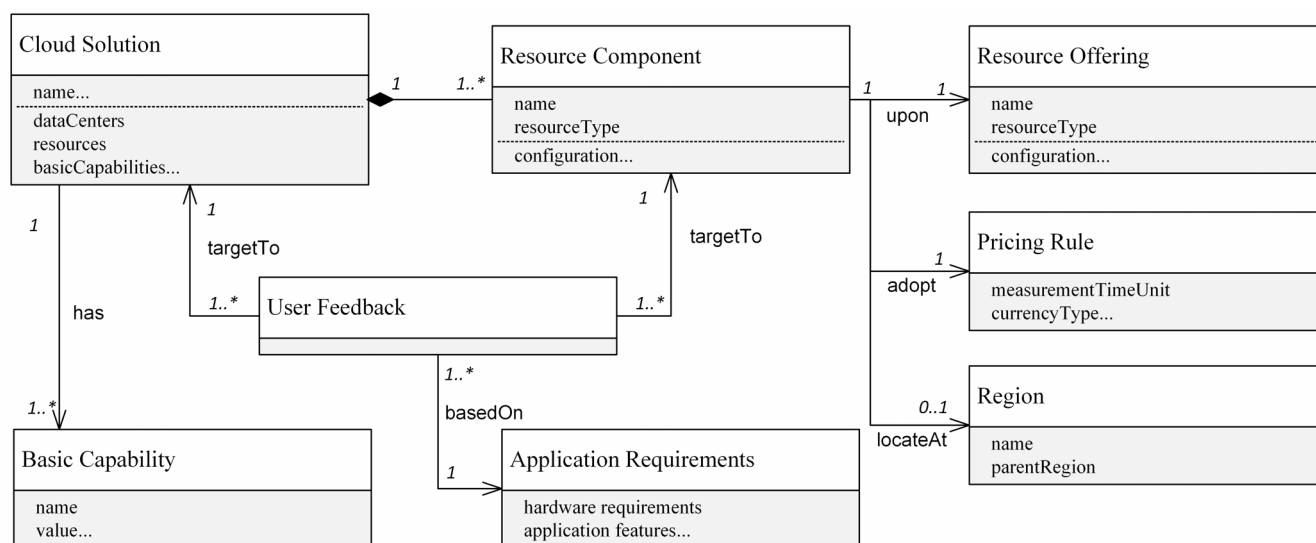 Cloud Solution
name...
dataCenters
resources
basicCapabilities...
1
1..*
Resource Component
name
resourceType
configuration...
1
1
upon
Resource Offering
name
resourceType
configuration...
1
has
1..*
1
targetTo
1..*
User Feedback
1
targetTo
1..*
1
adopt
Pricing Rule
measurementTimeUnit
currencyType...
1..*
basedOn
1
0..1
locateAt
Region
name
parentRegion
Basic Capability
name
value...
Application Requirements
hardware requirements
application features...